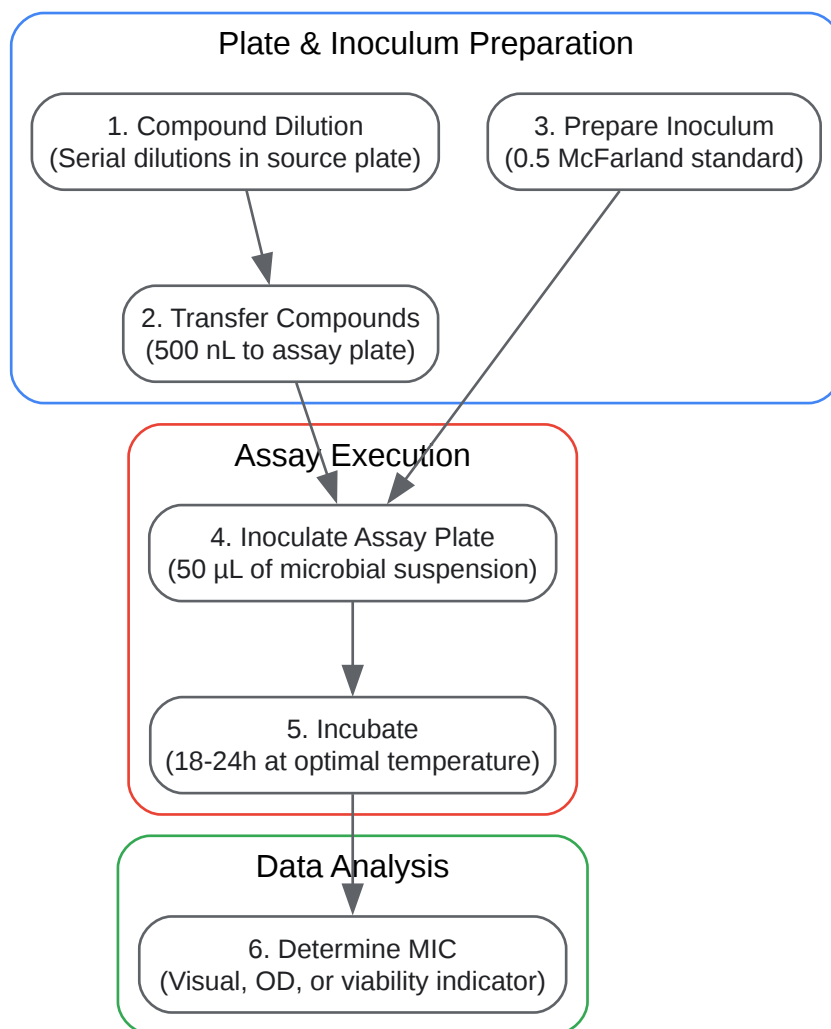 Plate & Inoculum Preparation
1. Compound Dilution
(Serial dilutions in source plate)
3. Prepare Inoculum
(0.5 McFarland standard)
2. Transfer Compounds
(500 nL to assay plate)
Assay Execution
4. Inoculate Assay Plate
(50 µL of microbial suspension)
5. Incubate
(18-24h at optimal temperature)
Data Analysis
6. Determine MIC
(Visual, OD, or viability indicator)